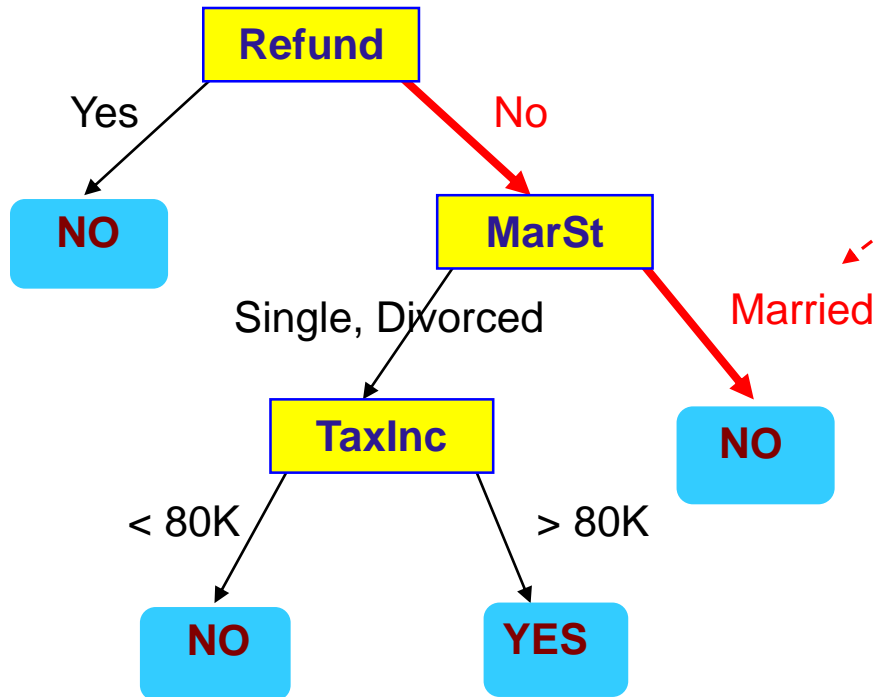 Refund
Yes
No
NO
MarSt
Single, Divorced
Married
TaxInc
NO
< 80K
> 80K
NO
YES